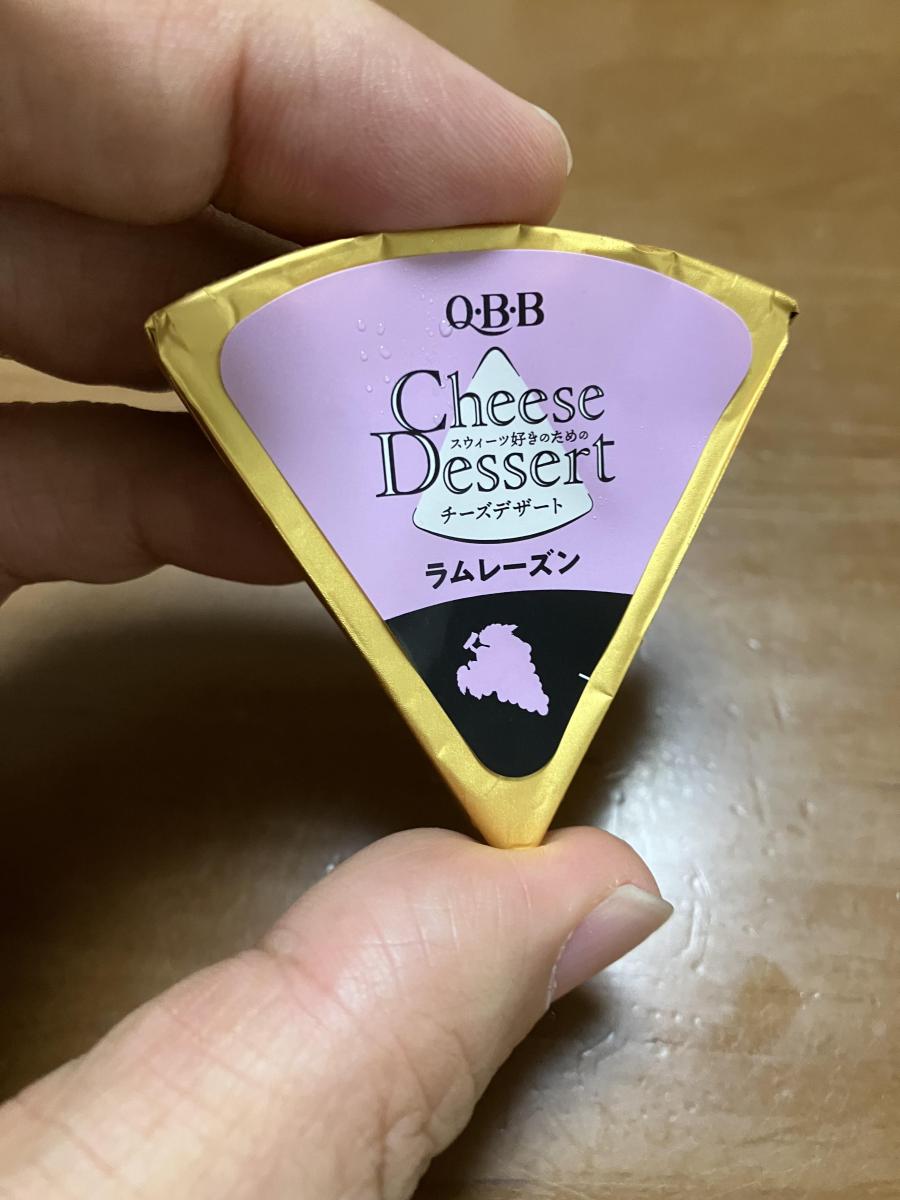 Q·B·B
Cheese
スウィーツ好きのための
Dessert
チーズデザート
ラムレーズン